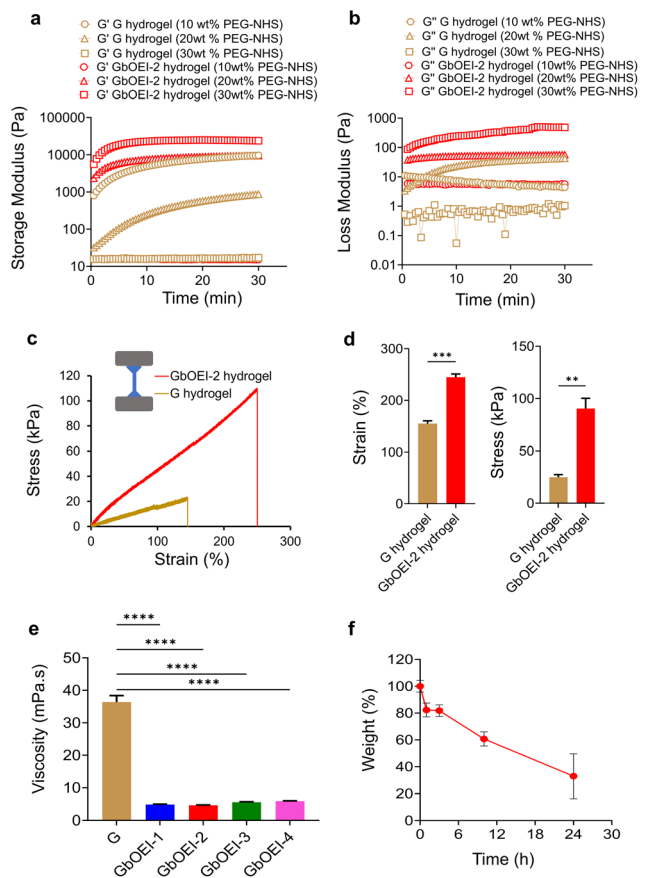 a
G' G hydrogel (10 wt% PEG-NHS)
G' G hydrogel (20wt % PEG-NHS)
G' G hydrogel (30wt% PEG-NHS)
G' GbOEI-2 hydrogel (10wt% PEG-NHS)
G' GbOEI-2 hydrogel (20wt% PEG-NHS)
G' GbOEI-2 hydrogel (30wt% PEG-NHS)
Storage Modulus (Pa)
100000
10000
1000
100
10
0
10
20
30
Time (min)
b
G'' G hydrogel (10 wt% PEG-NHS)
G'' G hydrogel (20wt % PEG-NHS)
G'' G hydrogel (30wt % PEG-NHS)
G'' GbOEI-2 hydrogel (10wt% PEG-NHS)
G'' GbOEI-2 hydrogel (20wt% PEG-NHS)
G'' GbOEI-2 hydrogel (30wt% PEG-NHS)
Loss Modulus (Pa)
1000
100
10
1
0.1
0.01
0
10
20
30
Time (min)
c
GbOEI-2 hydrogel
G hydrogel
Stress (kPa)
120
100
80
60
40
20
0
0
100
200
300
Strain (%)
d
Strain (%)
300
200
100
0
***
G hydrogel
GbOEI-2 hydrogel
Stress (kPa)
150
100
50
0
**
G hydrogel
GbOEI-2 hydrogel
e
****
****
****
****
Viscosity (mPa.s)
50
40
30
20
10
0
G
GbOEI-1
GbOEI-2
GbOEI-3
GbOEI-4
f
Weight (%)
120
100
80
60
40
20
0
0
6
12
18
24
30
Time (h)